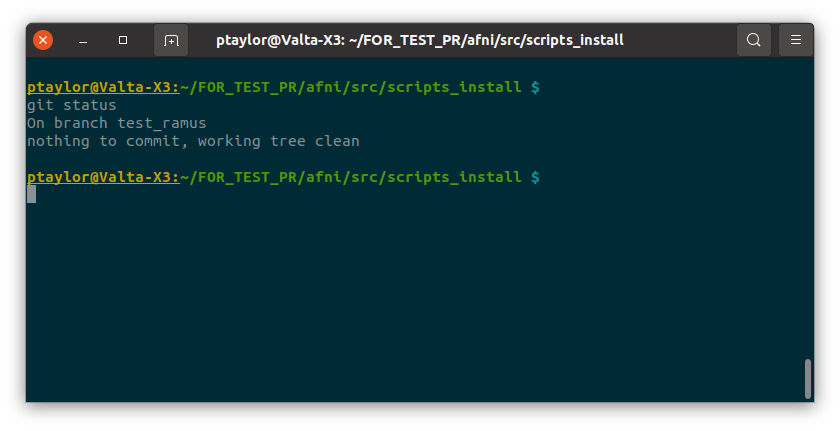 ptaylor@Valta-X3: ~/FOR_TEST_PR/afni/src/scripts_install
ptaylor@Valta-X3:~/FOR_TEST_PR/afni/src/scripts_install $
git status
On branch test_ramus
nothing to commit, working tree clean
ptaylor@Valta-X3:~/FOR_TEST_PR/afni/src/scripts_install $